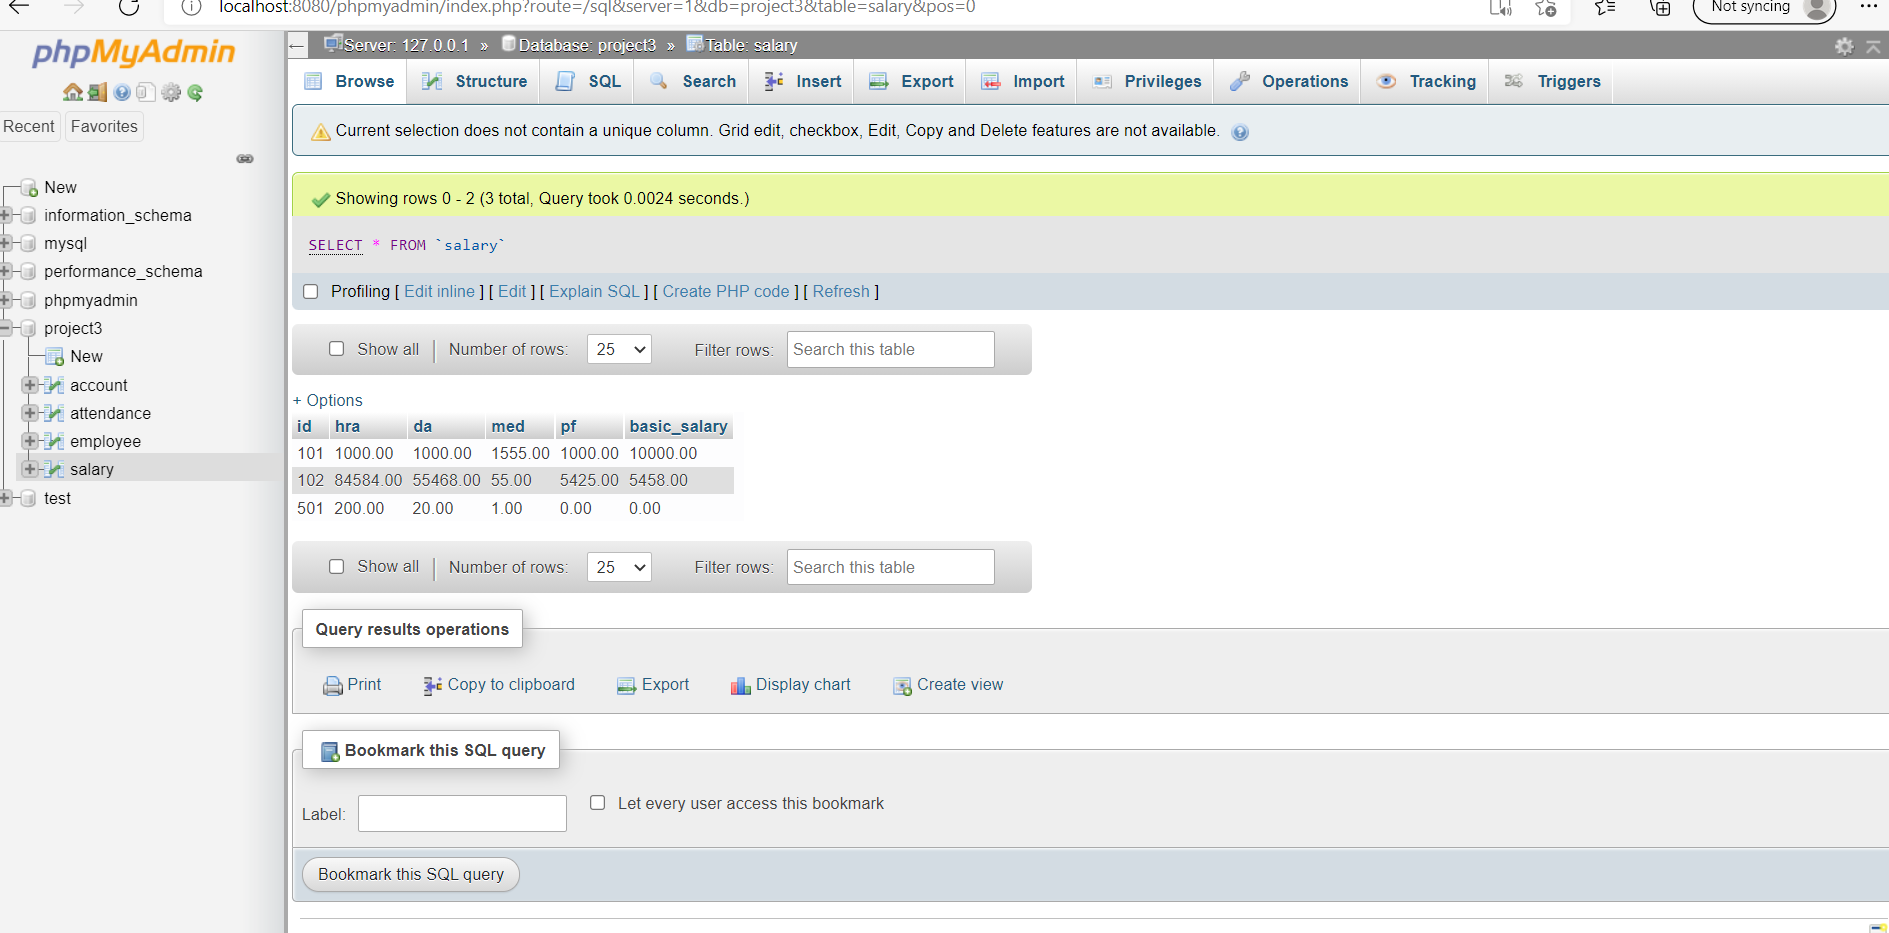 localhost:8080/phpmyadmin/index.php?route=/sql&server=1&db=project3&table=salary&pos=0
Not syncing
phpMyAdmin
Recent Favorites
New
information_schema
mysql
performance_schema
phpmyadmin
project3
New
account
attendance
employee
salary
test
Server: 127.0.0.1 » Database: project3 » Table: salary
Browse Structure SQL Search Insert Export Import Privileges Operations Tracking Triggers
Current selection does not contain a unique column. Grid edit, checkbox, Edit, Copy and Delete features are not available.
Showing rows 0 - 2 (3 total, Query took 0.0024 seconds.)
SELECT * FROM `salary`
Profiling [ Edit inline ] [ Edit ] [ Explain SQL ] [ Create PHP code ] [ Refresh ]
Show all Number of rows: 25 Filter rows: Search this table
+ Options
id hra da med pf basic_salary
101 1000.00 1000.00 1555.00 1000.00 10000.00
102 84584.00 55468.00 55.00 5425.00 5458.00
501 200.00 20.00 1.00 0.00 0.00
Show all Number of rows: 25 Filter rows: Search this table
Query results operations
Print Copy to clipboard Export Display chart Create view
Bookmark this SQL query
Label: Let every user access this bookmark
Bookmark this SQL query